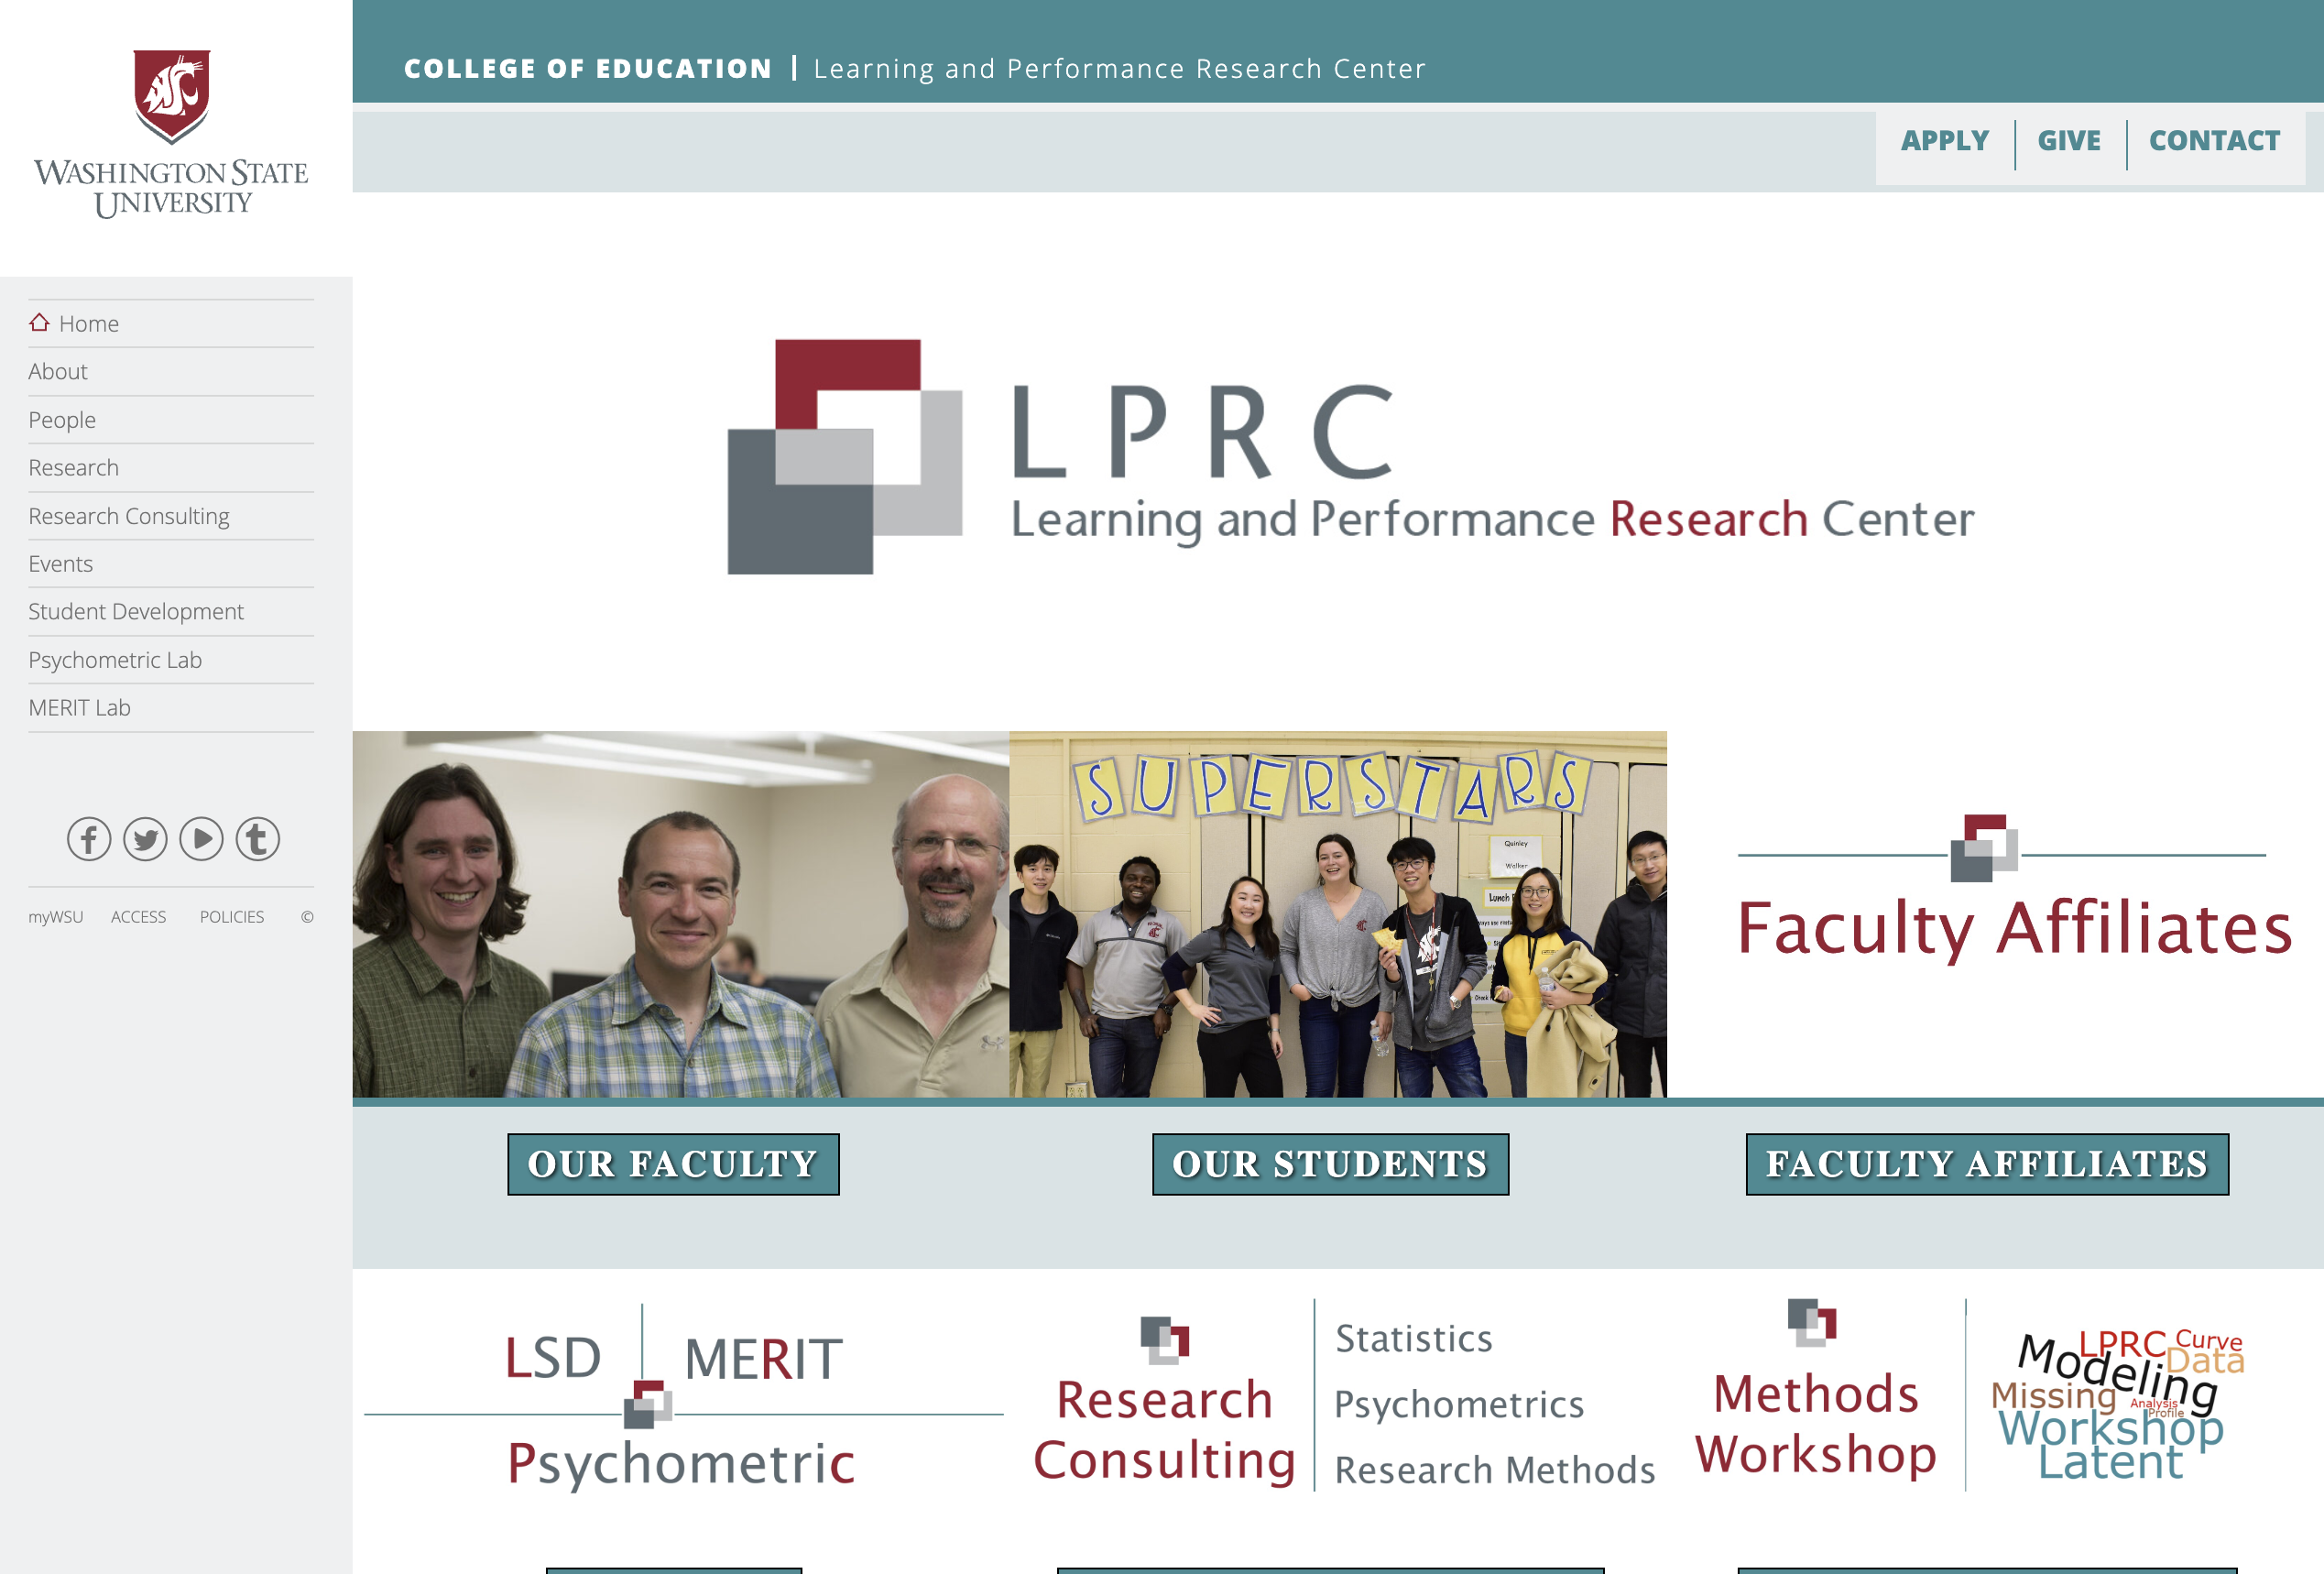 WASHINGTON STATE
UNIVERSITY
COLLEGE OF EDUCATION | Learning and Performance Research Center
APPLY
GIVE
CONTACT
Home
About
People
Research
Research Consulting
Events
Student Development
Psychometric Lab
MERIT Lab
myWSU ACCESS POLICIES ©
LPRC
Learning and Performance Research Center
SUPERSTARS
Quinley
Walker
Lunch
Faculty Affiliates
OUR FACULTY
OUR STUDENTS
FACULTY AFFILIATES
LSD
MERIT
Psychometric
Research
Consulting
Statistics
Psychometrics
Research Methods
Methods
Workshop
LPRC
Curve
Modeling
Data
Missing
Analysis
Profile
Workshop
Latent